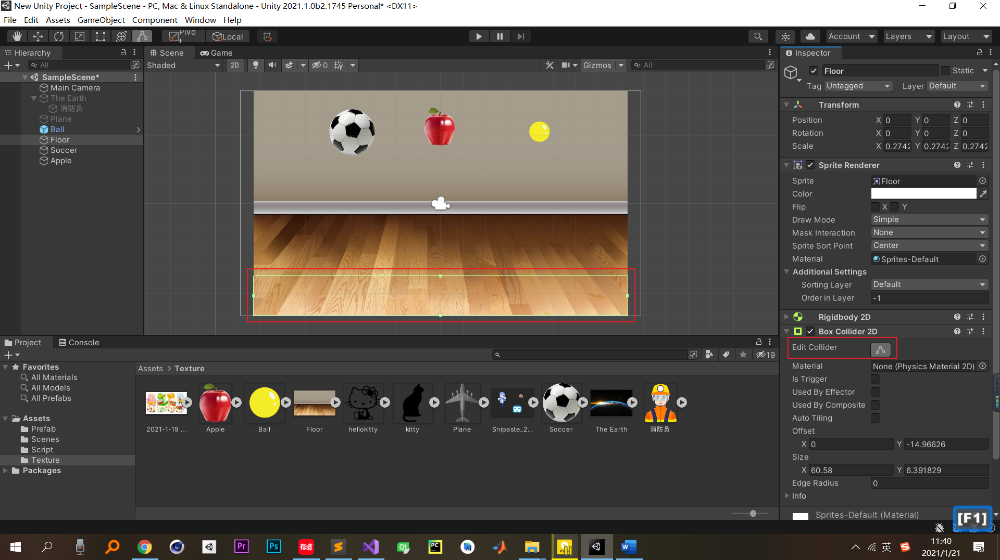 New Unity Project - SampleScene - PC, Mac & Linux Standalone - Unity 2021.1.0b2.1745 Personal* <DX11>
File Edit Assets GameObject Component Window Help
Pivot Local Account Layers Layout
Hierarchy
All
SampleScene*
Main Camera
The Earth
消防员
Plane
Ball
Floor
Soccer
Apple
Scene Game
Shaded 2D 0 Gizmos All
Inspector
Floor Static
Tag Untagged Layer Default
Transform
Position X 0 Y 0 Z 0
Rotation X 0 Y 0 Z 0
Scale X 0.2742 Y 0.2742 Z 0.2742
Sprite Renderer
Sprite Floor
Color
Flip X Y
Draw Mode Simple
Mask Interaction None
Sprite Sort Point Center
Material Sprites-Default
Additional Settings
Sorting Layer Default
Order in Layer -1
Rigidbody 2D
Box Collider 2D
Edit Collider
Material None (Physics Material 2D)
Is Trigger
Used By Effector
Used By Composite
Auto Tiling
Offset
X 0 Y -14.96626
Size
X 60.58 Y 6.391829
Edge Radius 0
Info
Sprites-Default (Material)
[F1]
Project Console
19
Favorites
All Materials
All Models
All Prefabs
Assets
Prefab
Scenes
Script
Texture
Packages
Assets > Texture
2021-1-19 ... Apple Ball Floor hellokitty kitty Plane Snipaste_2... Soccer The Earth 消防员
Pr Ps 有道 Qt PC W 英
11:40
2021/1/21